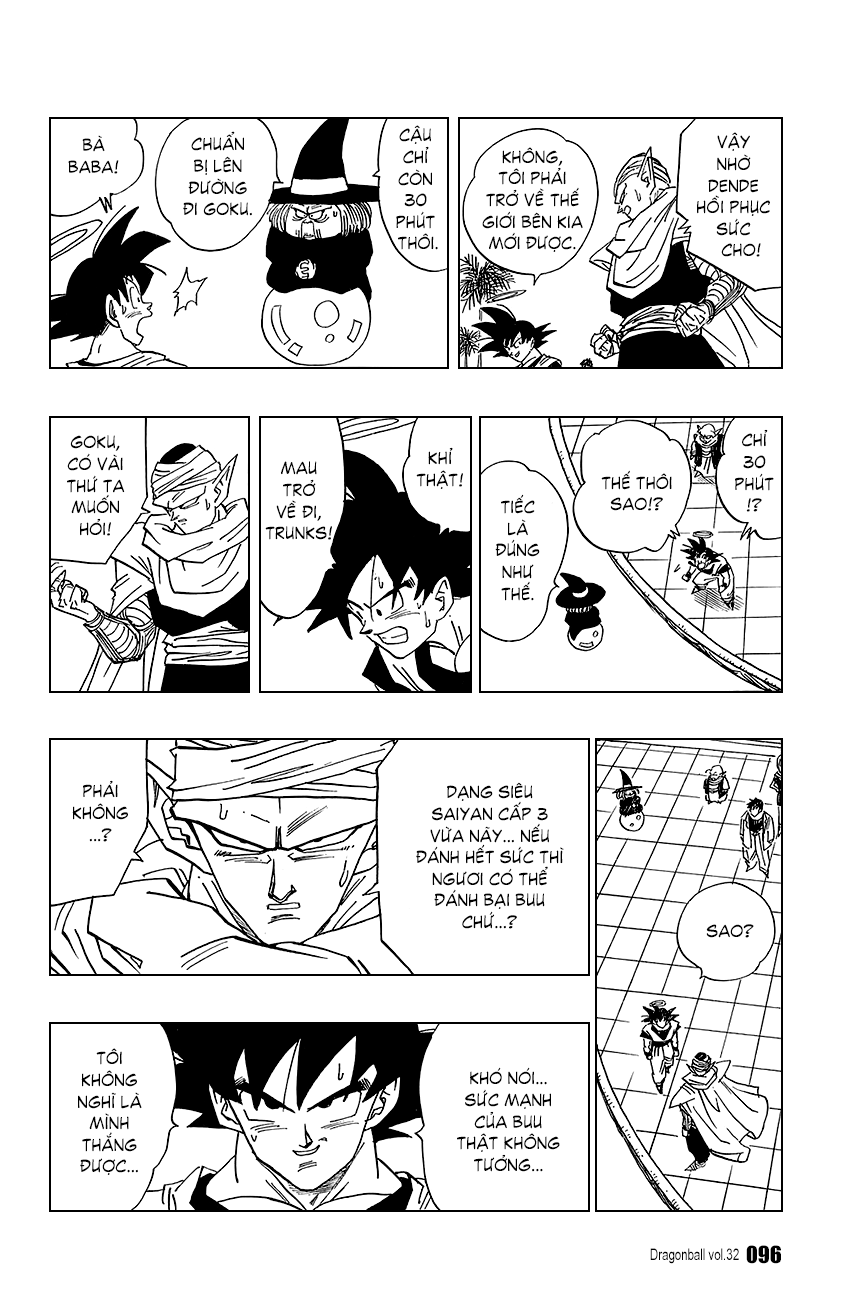 VẬY
NHỜ
DENDE
HỒI PHỤC
SỨC
CHO!
KHÔNG,
TÔI PHẢI
TRỞ VỀ THẾ
GIỚI BÊN KIA
MỚI ĐƯỢC.
CẬU
CHỈ
CÒN
30
PHÚT
THÔI.
CHUẨN
BỊ LÊN
ĐƯỜNG
ĐI GOKU.
BÀ
BABA!
CHỈ
30
PHÚT
!?
THẾ THÔI
SAO!?
TIẾC
LÀ
ĐÚNG
NHƯ
THẾ.
KHỈ
THẬT!
MAU
TRỞ
VỀ ĐI,
TRUNKS!
GOKU,
CÓ VÀI
THỨ TA
MUỐN
HỎI!
SAO?
DẠNG SIÊU
SAIYAN CẤP 3
VỪA NÀY... NẾU
ĐÁNH HẾT SỨC THÌ
NGƯƠI CÓ THỂ
ĐÁNH BẠI BUU
CHỨ...?
PHẢI
KHÔNG
...?
KHÓ NÓI...
SỨC MẠNH
CỦA BUU
THẬT KHÔNG
TƯỞNG...
TÔI
KHÔNG
NGHĨ LÀ
MÌNH
THẮNG
ĐƯỢC...
Dragonball vol.32 096